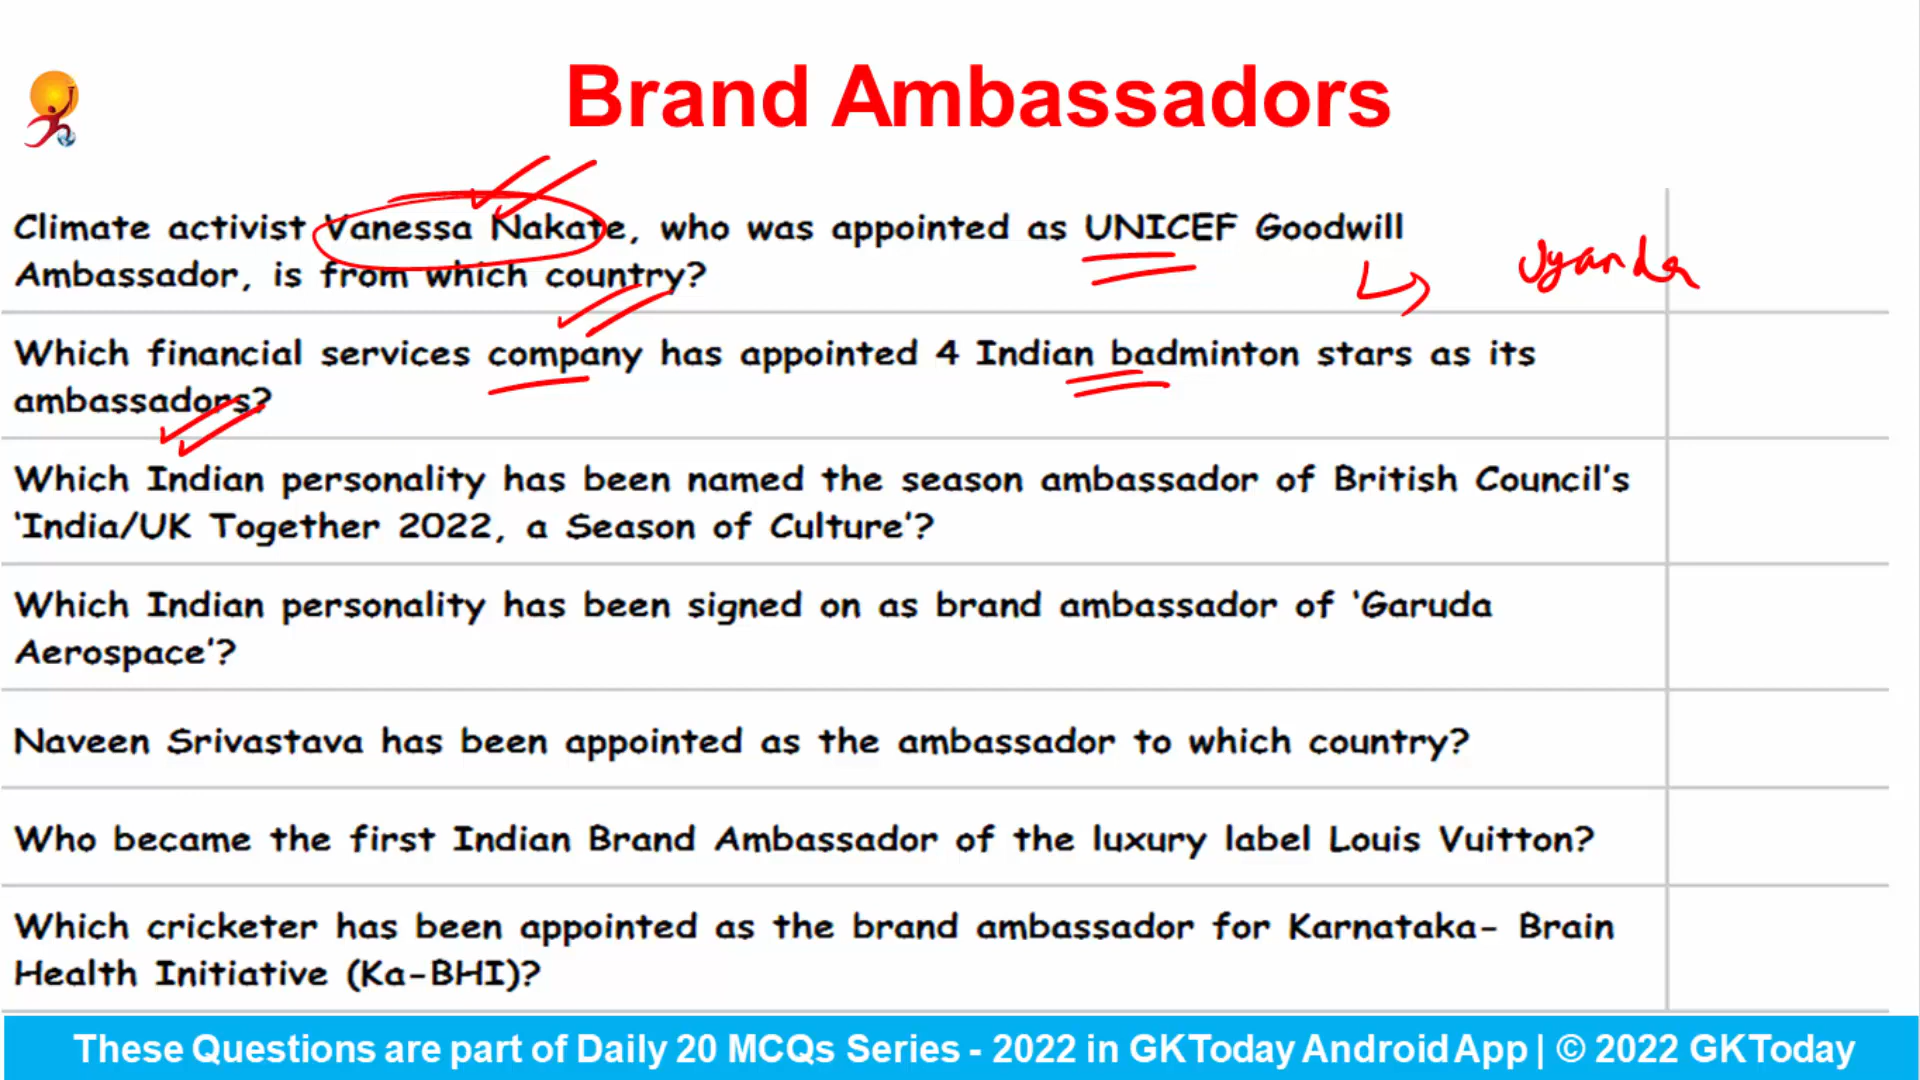 Brand Ambassadors
Climate activist Vanessa Nakate, who was appointed as UNICEF Goodwill
Ambassador, is from which country?
Uganda
Which financial services company has appointed 4 Indian badminton stars as its
ambassadors?
Which Indian personality has been named the season ambassador of British Council's
'India/UK Together 2022, a Season of Culture'?
Which Indian personality has been signed on as brand ambassador of 'Garuda
Aerospace'?
Naveen Srivastava has been appointed as the ambassador to which country?
Who became the first Indian Brand Ambassador of the luxury label Louis Vuitton?
Which cricketer has been appointed as the brand ambassador for Karnataka- Brain
Health Initiative (Ka-BHI)?
These Questions are part of Daily 20 MCQs Series - 2022 in GKToday Android App | © 2022 GKToday